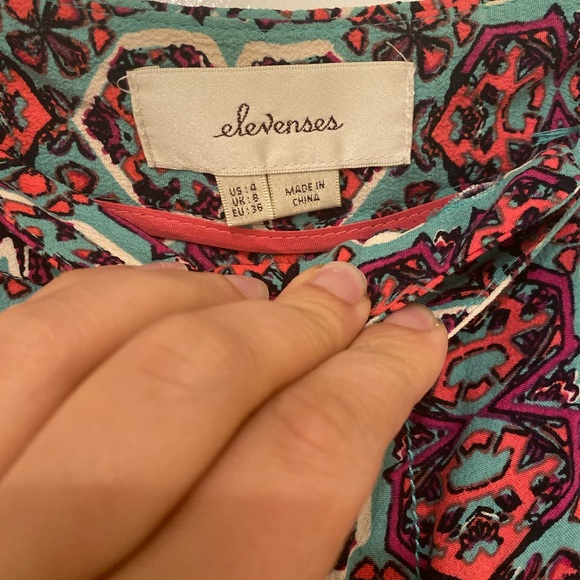 elevenses
US: 4
UK: 8
EU: 36
MADE IN
CHINA